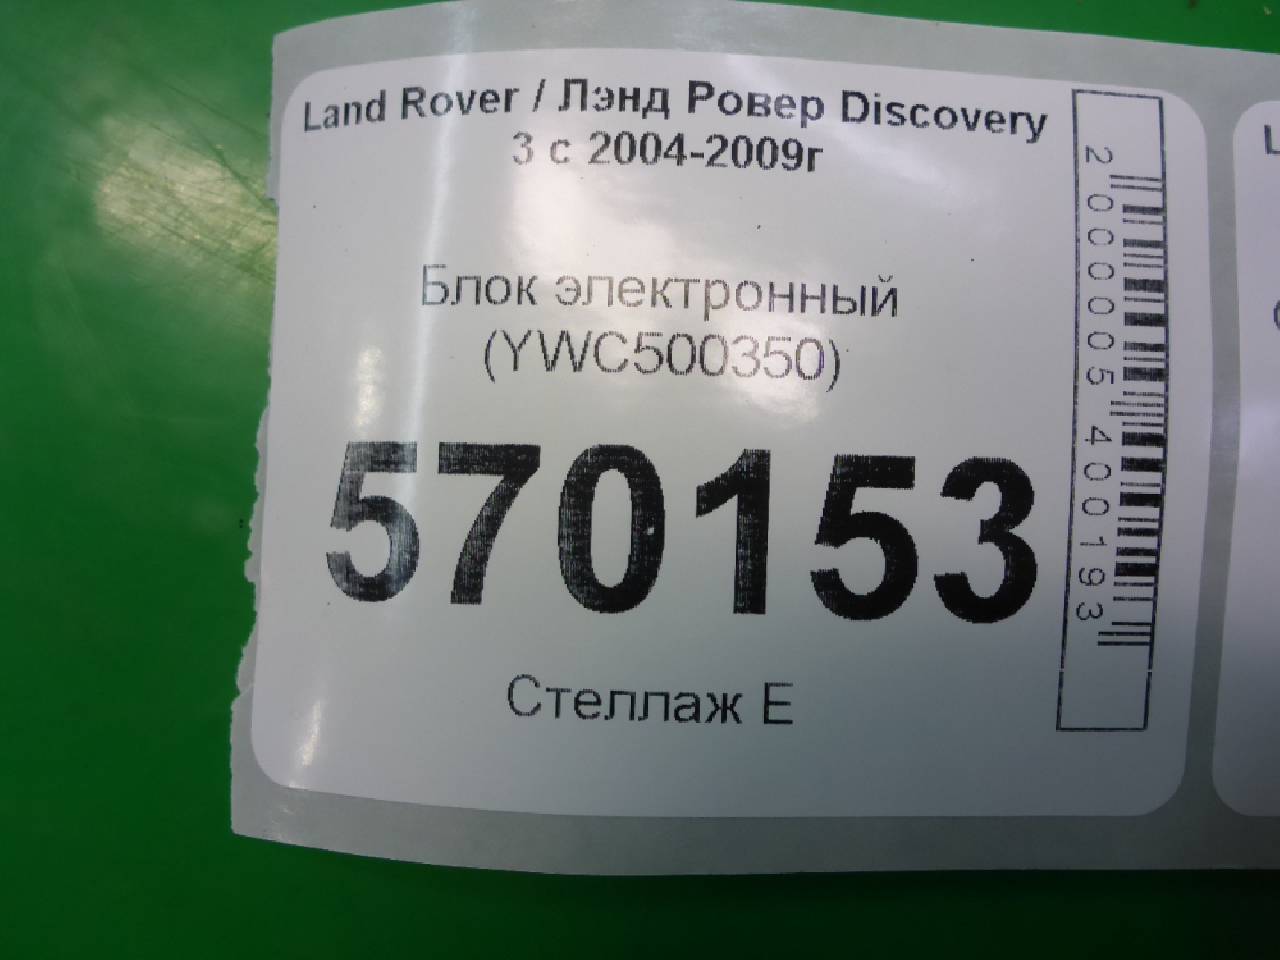 Land Rover / Лэнд Ровер Discovery
3 с 2004-2009г
Блок электронный
(YWC500350)
570153
Стеллаж Е
2000005400193